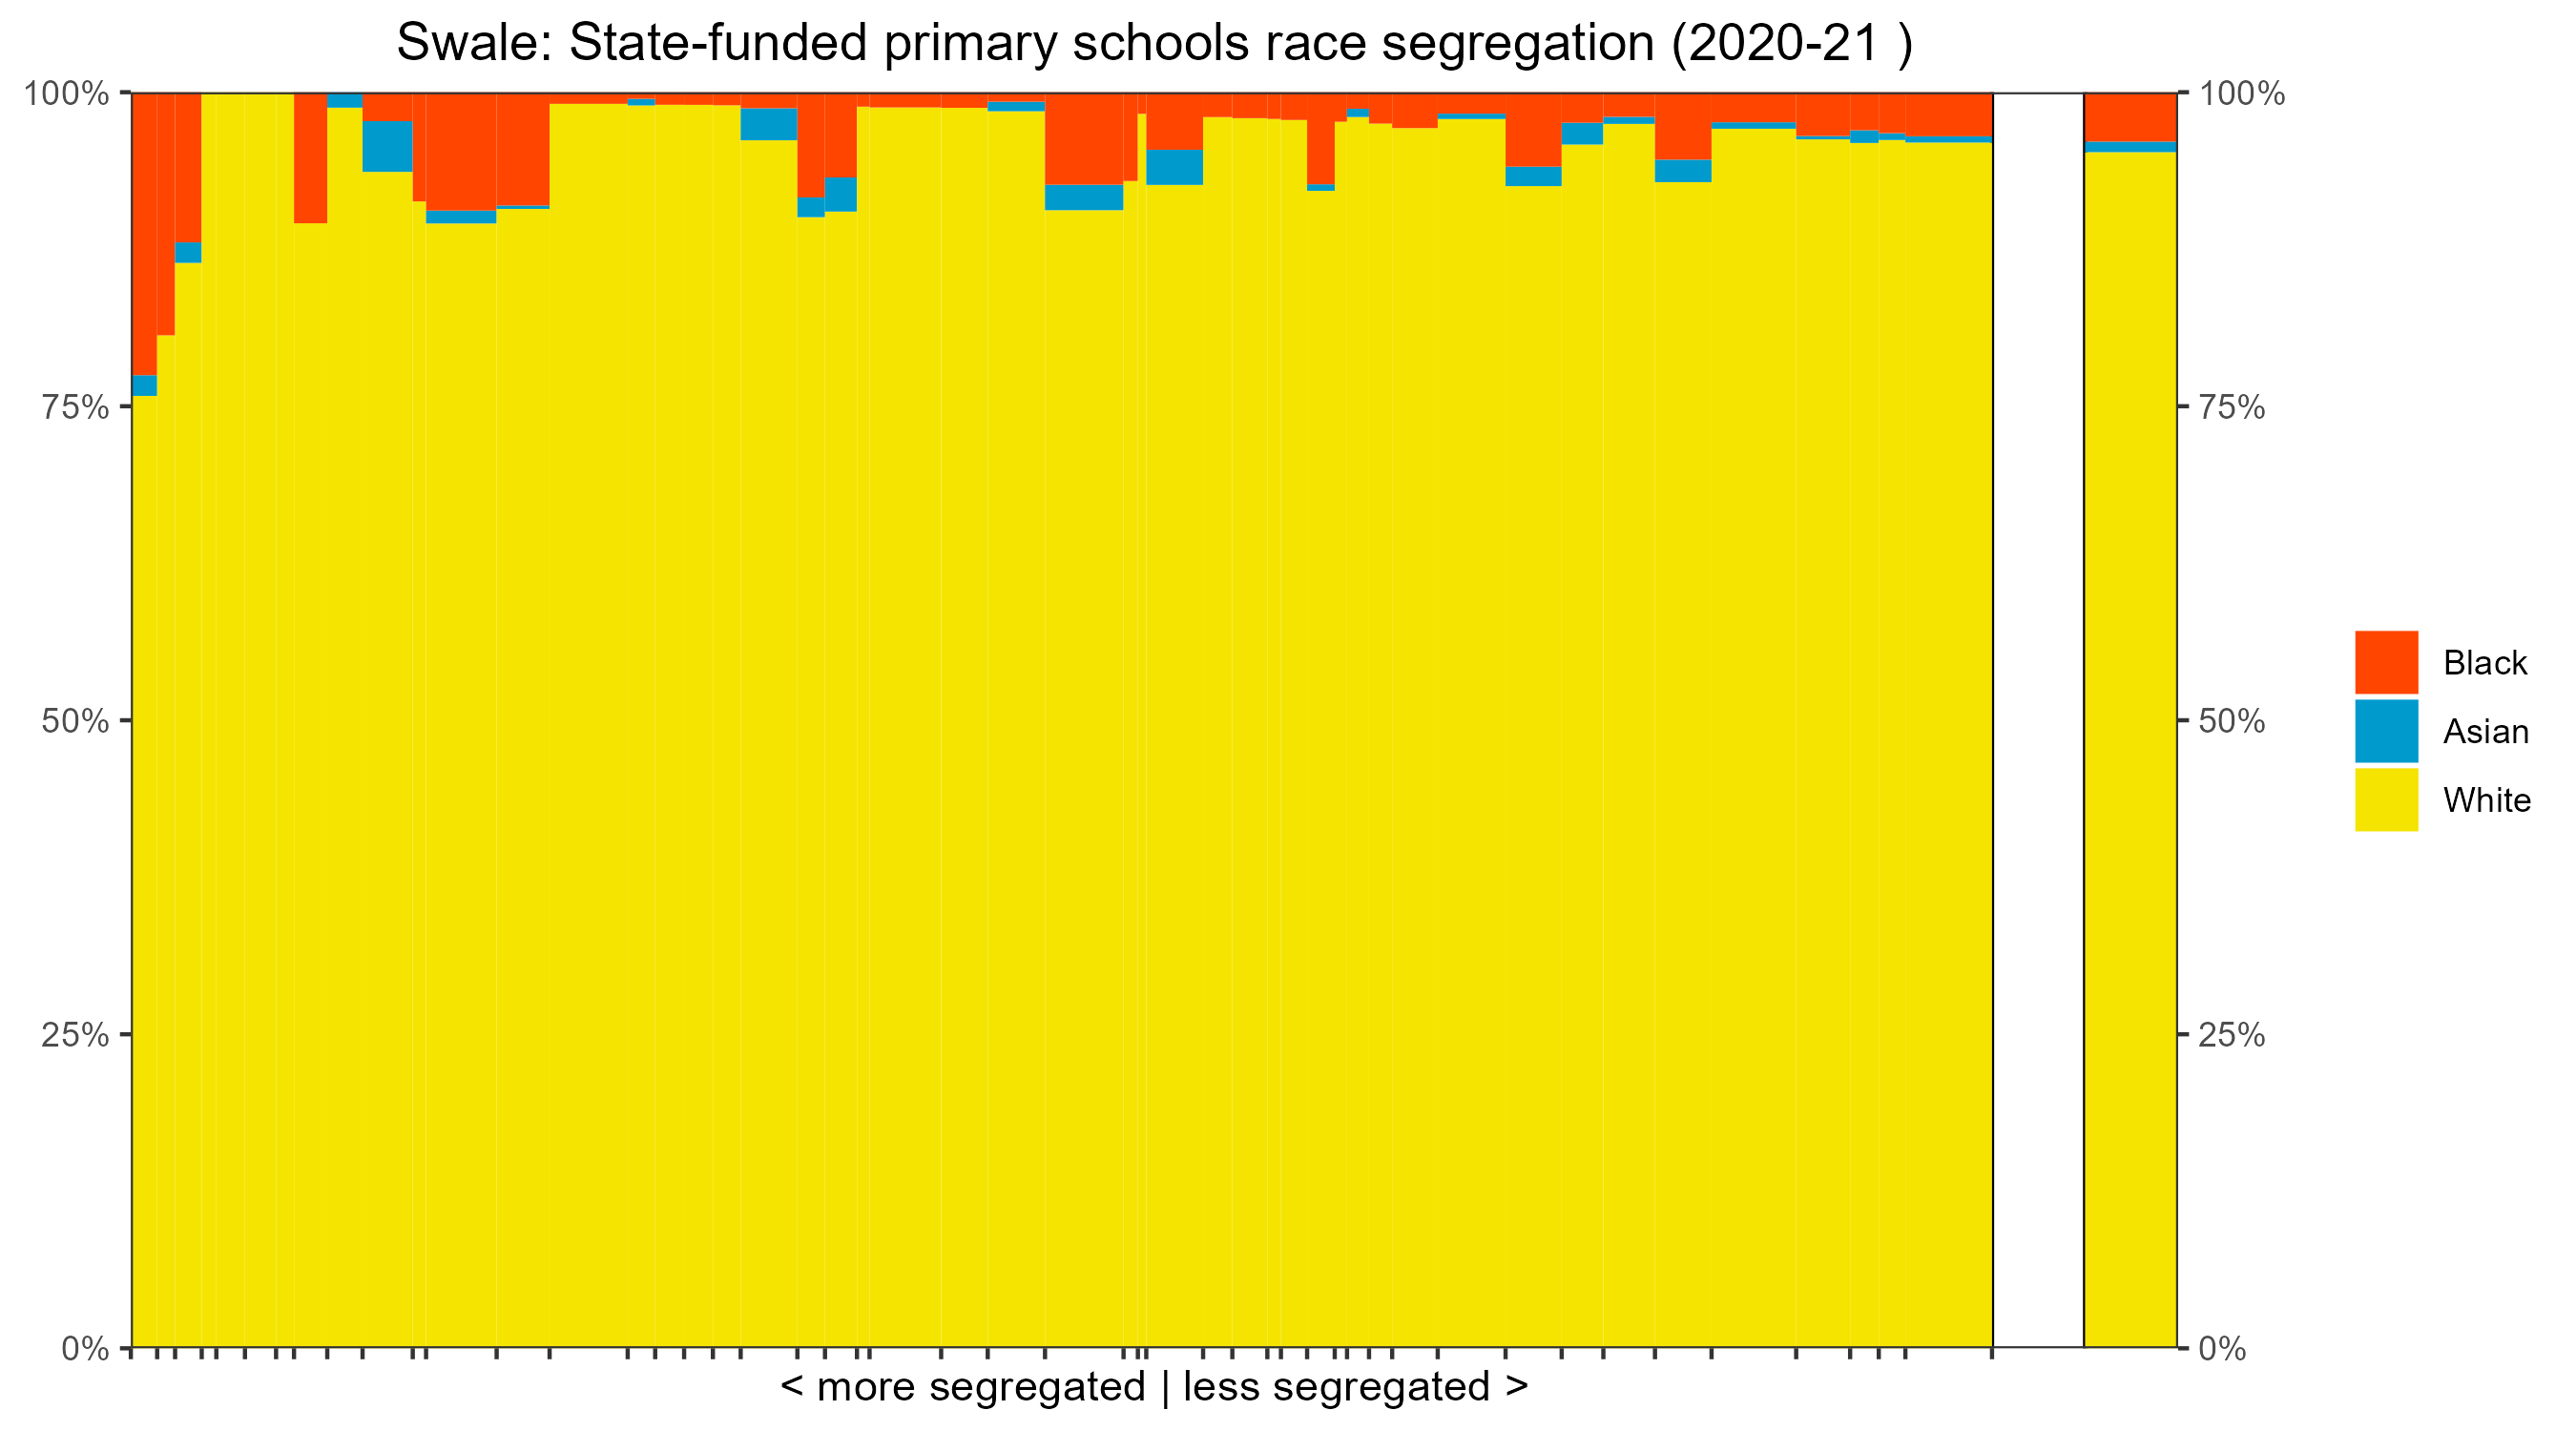 Swale: State-funded primary schools race segregation (2020-21 )
100%
75%
50%
25%
0%
100%
75%
50%
25%
0%
Black
Asian
White
< more segregated | less segregated >